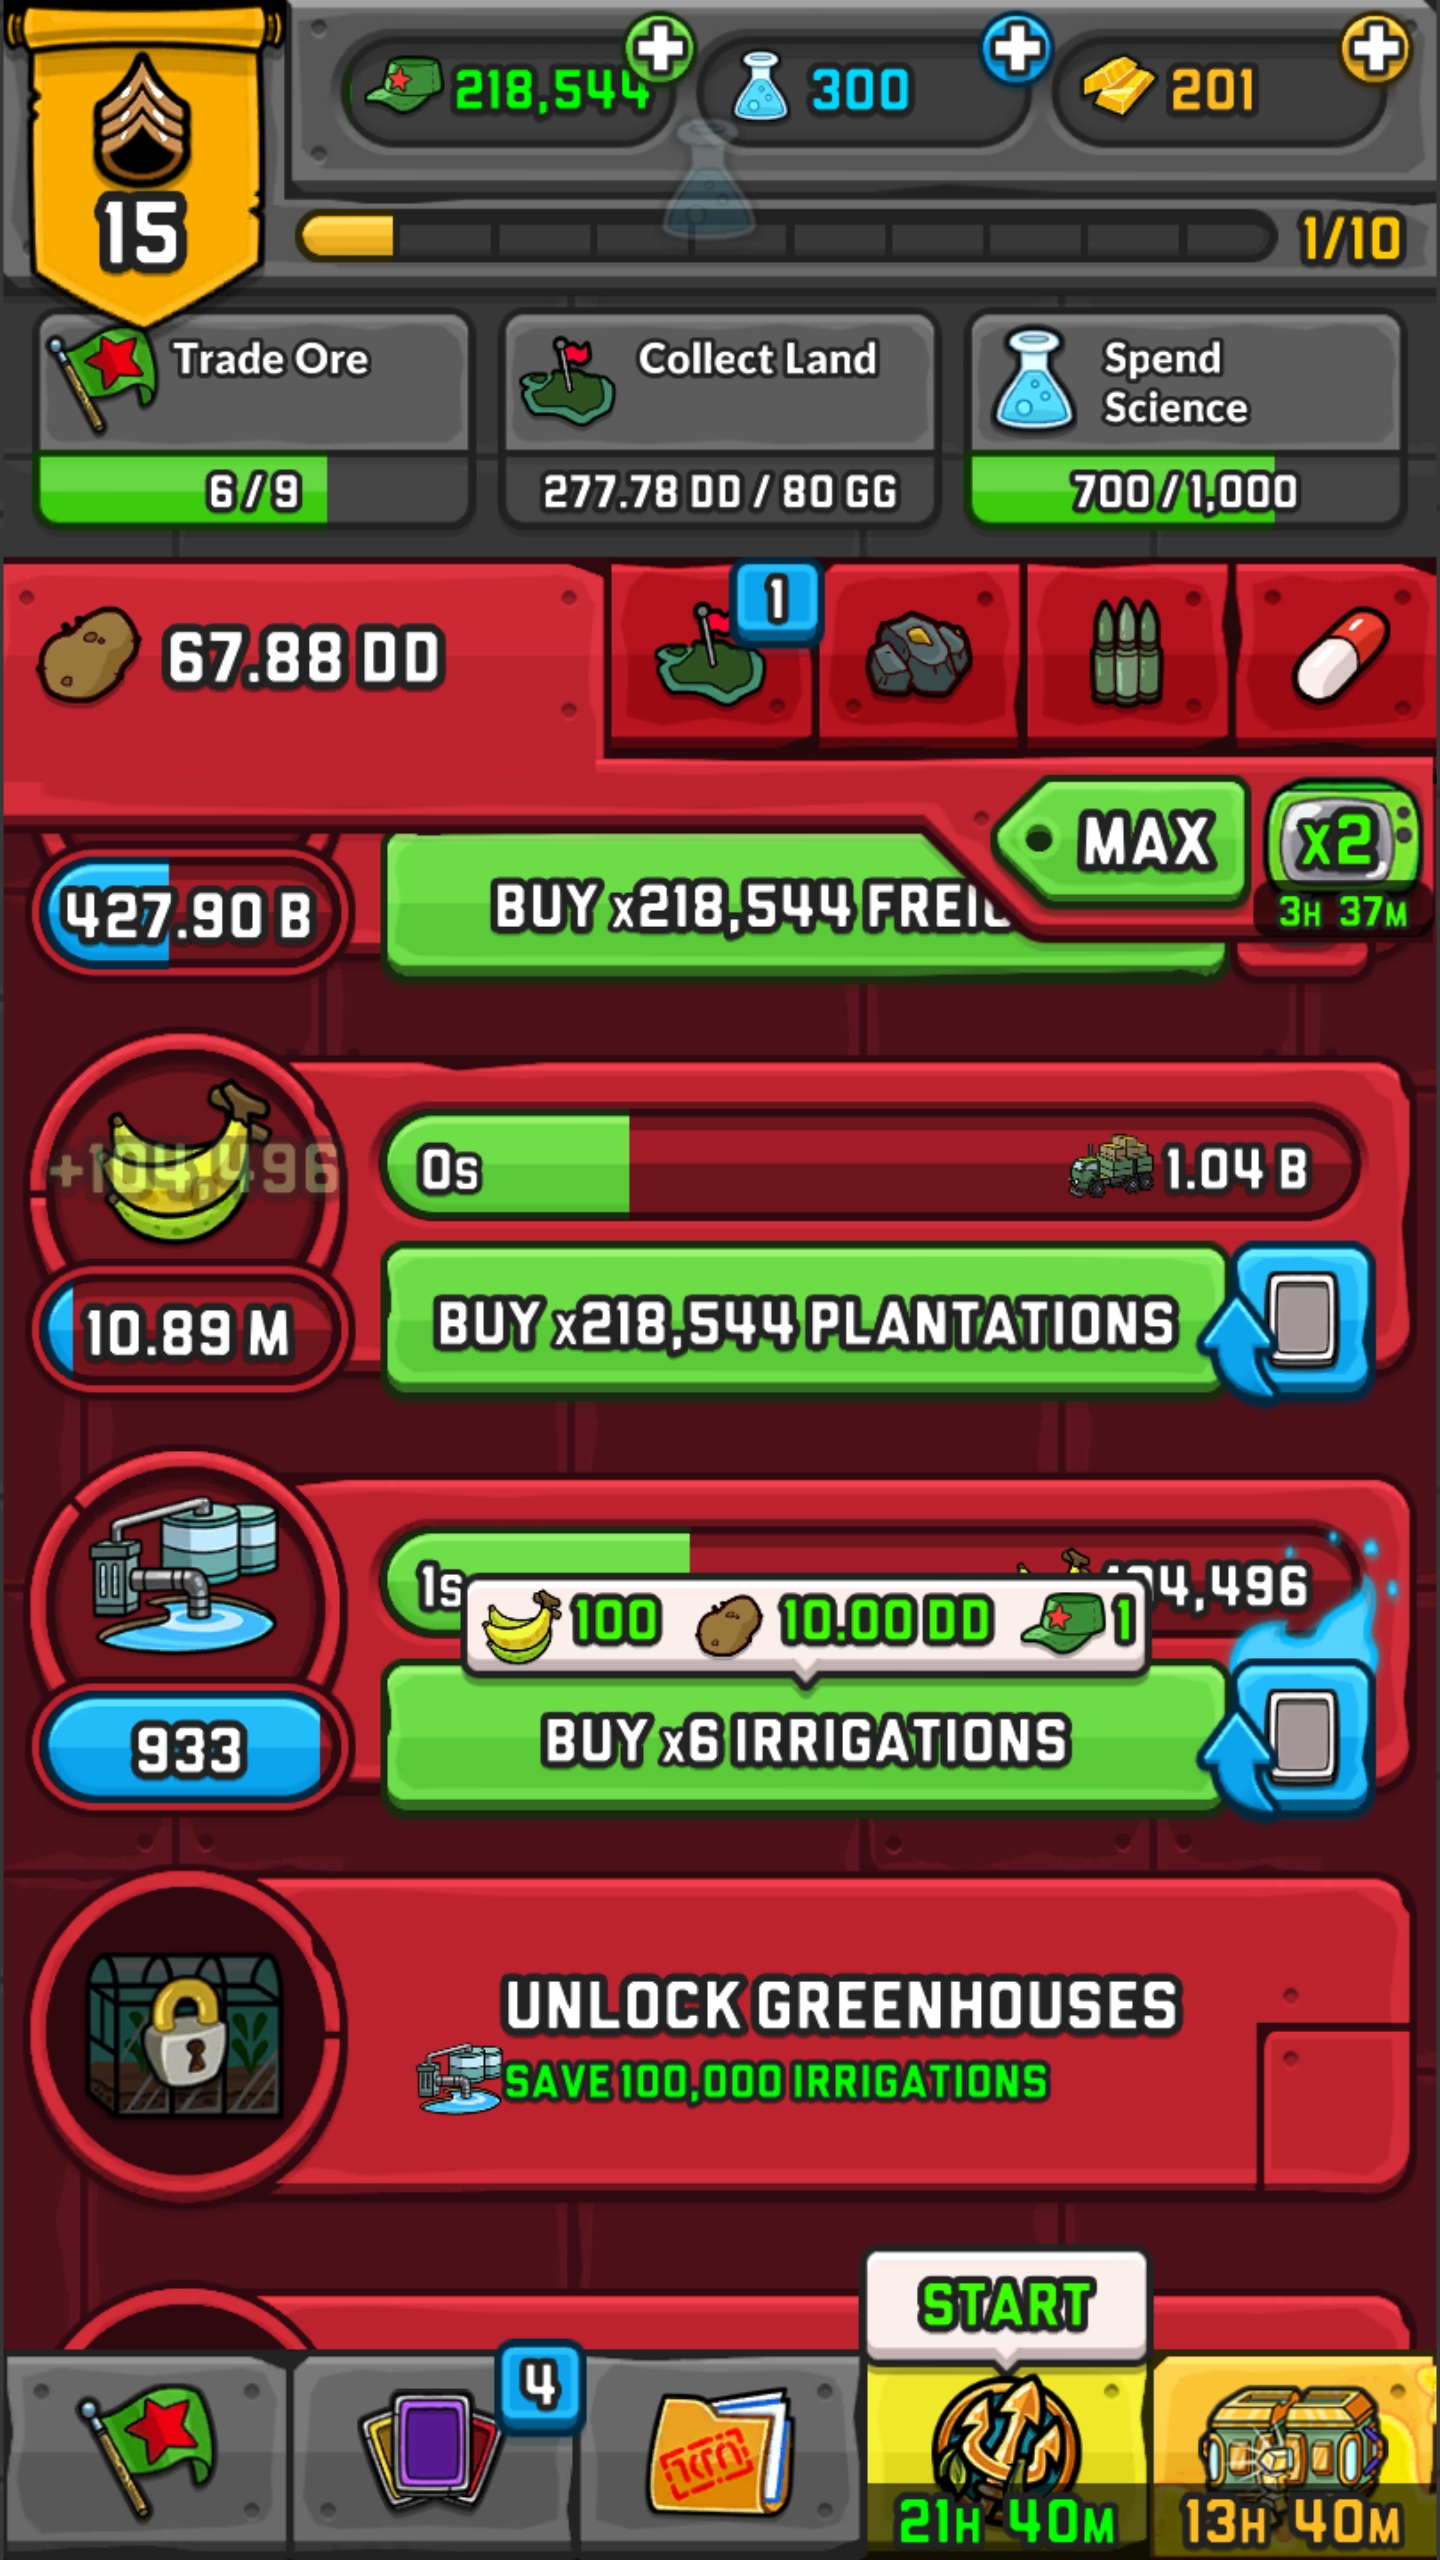 218,544
300
201
15
1/10
Trade Ore
Collect Land
Spend
Science
6/9
277.78 DD / 80 GG
700/1,000
67.88 DD
1
MAX
x2
3H 37M
427.90 B
BUY x218,544
+104,496
0s
1.04 B
BUY x218,544 PLANTATIONS
10.89 M
1s
4,496
100
10.00 DD
1
BUY x6 IRRIGATIONS
933
UNLOCK GREENHOUSES
SAVE 100,000 IRRIGATIONS
START
4
21H 40M
13H 40M